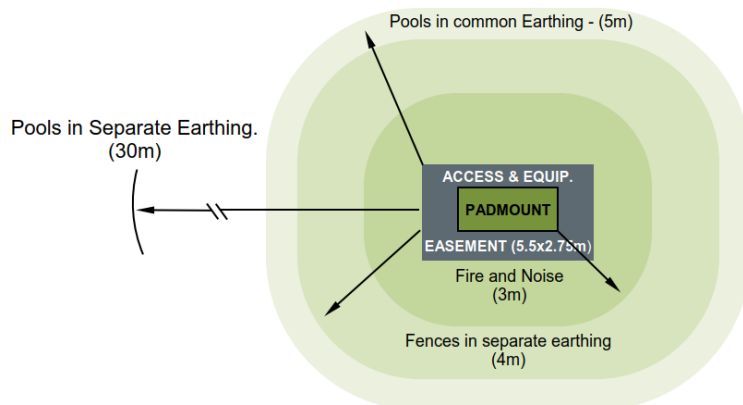 Pools in common Earthing - (5m)
Pools in Separate Earthing.
(30m)
ACCESS & EQUIP.
PADMOUNT
EASEMENT (5.5x2.75m)
Fire and Noise
(3m)
Fences in separate earthing
(4m)